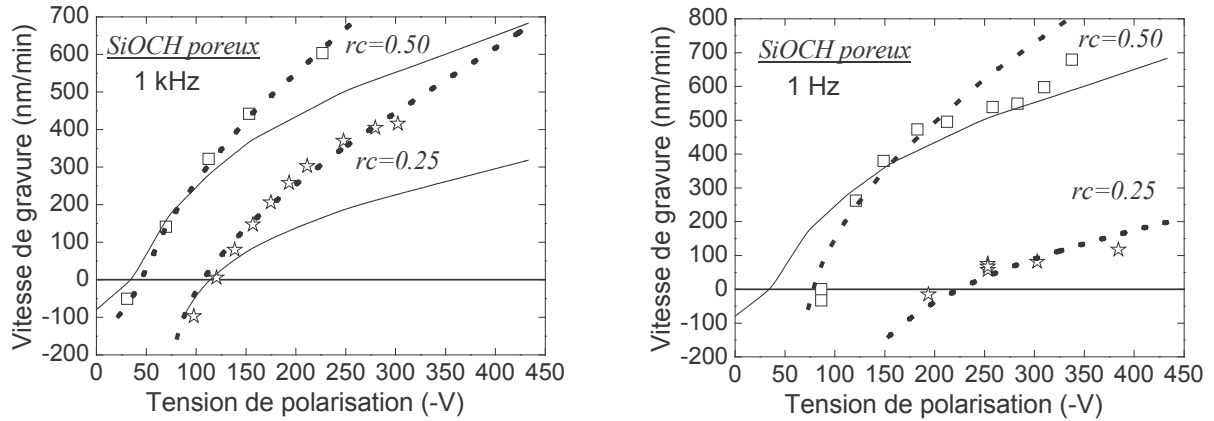 Vitesse de gravure (nm/min)
700
600
500
400
300
200
100
0
-100
200
SiOCH poreux
1 kHz
rc=0.50
rc=0.25
0 50 100 150 200 250 300 350 400 450
Tension de polarisation (-V)
Vitesse de gravure (nm/min)
800
700
600
500
400
300
200
100
0
-100
200
SiOCH poreux
1 Hz
rc=0.50
rc=0.25
0 50 100 150 200 250 300 350 400 450
Tension de polarisation (-V)